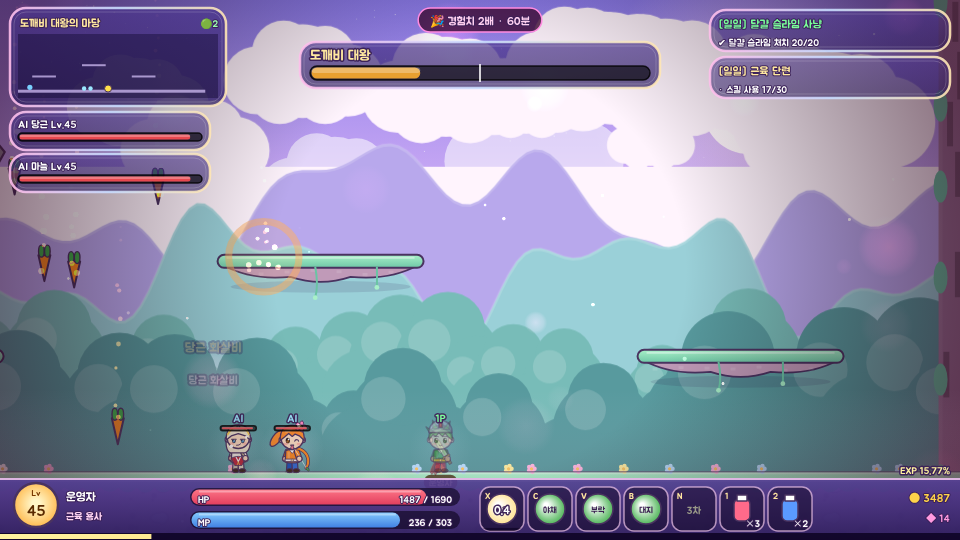 도깨비 대왕의 마당
2
🎉 경험치 2배 · 60분
도깨비 대왕
[일일] 달걀 슬라임 사냥
✔ 달걀 슬라임 처치 20/20
[일일] 근육 단련
· 스킬 사용 17/30
AI 당근 Lv.45
AI 마늘 Lv.45
당근 화살비
당근 화살비
AI
AI
1P
EXP 15.77%
Lv
45
운영자
근육 용사
HP
1487 / 1690
MP
236 / 303
X
0.4
C
야채
V
부락
B
대지
N
3차
1
×3
2
×2
3487
14